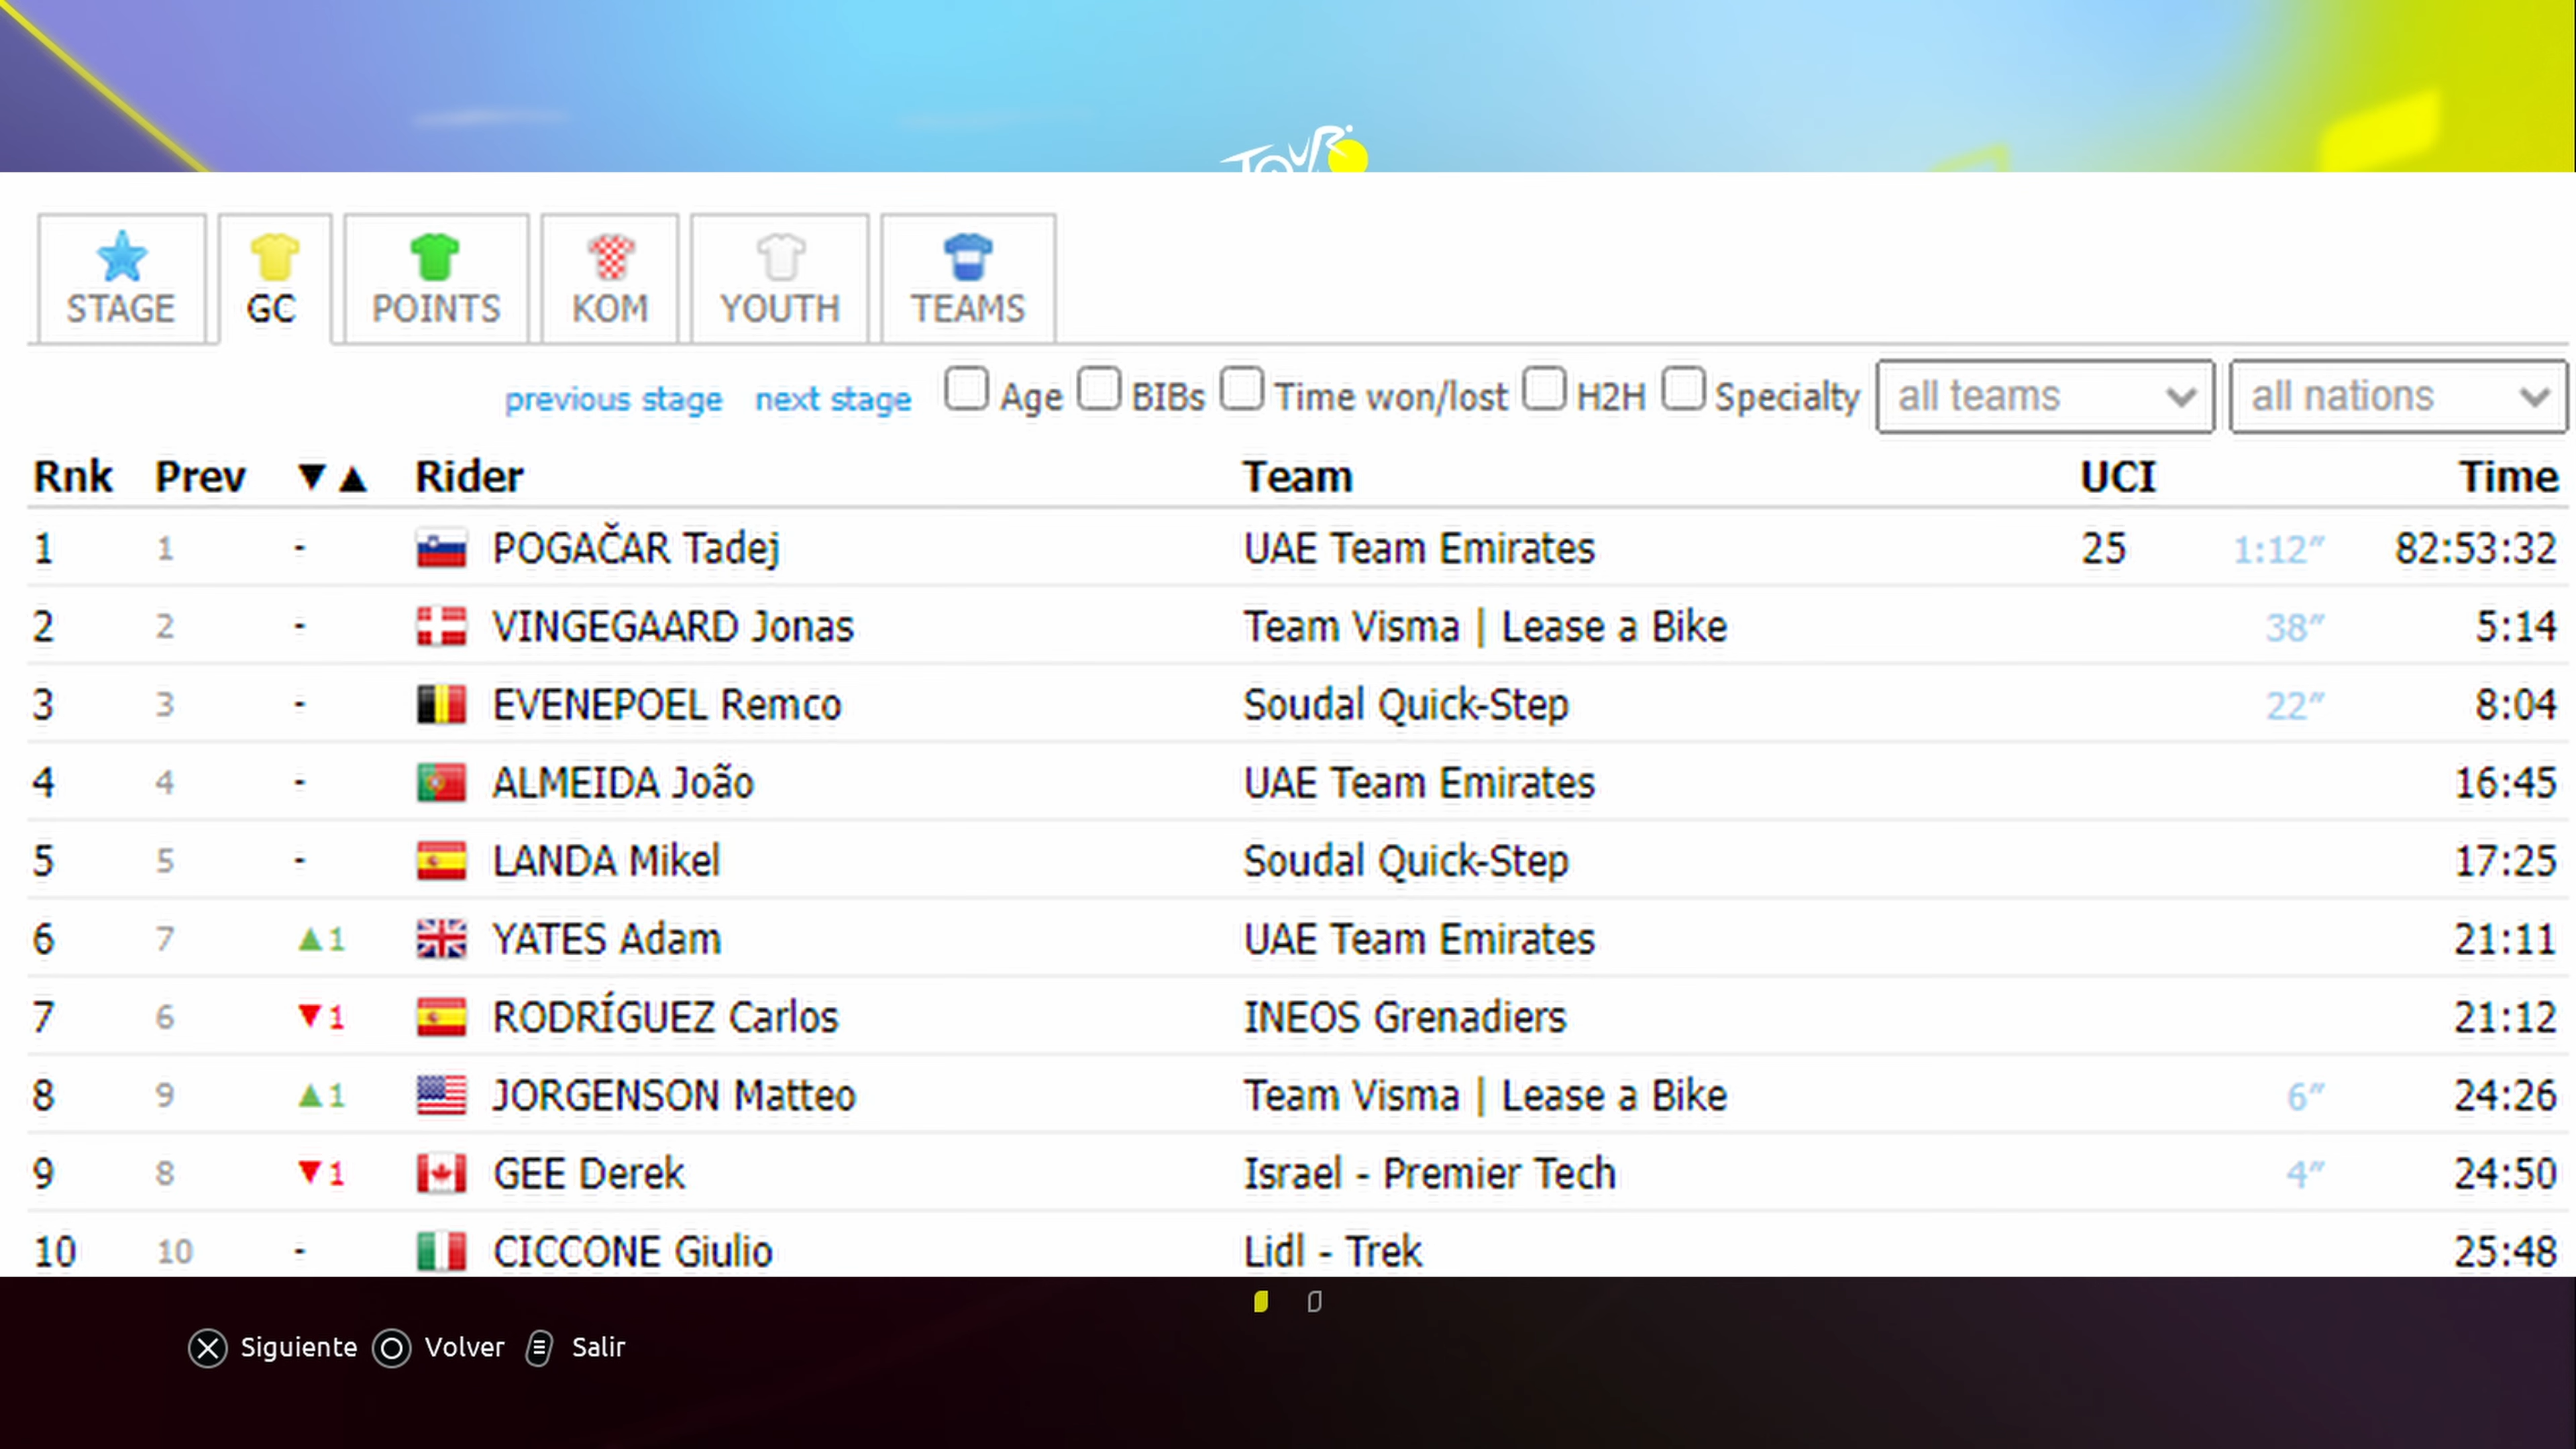 TOUR
STAGE GC POINTS KOM YOUTH TEAMS
previous stage next stage Age BIBs Time won/lost H2H Specialty all teams all nations
Rnk Prev ▼▲ Rider Team UCI Time
1 1 - POGAČAR Tadej UAE Team Emirates 25 1:12″ 82:53:32
2 2 - VINGEGAARD Jonas Team Visma | Lease a Bike 38″ 5:14
3 3 - EVENEPOEL Remco Soudal Quick-Step 22″ 8:04
4 4 - ALMEIDA João UAE Team Emirates 16:45
5 5 - LANDA Mikel Soudal Quick-Step 17:25
6 7 ▲1 YATES Adam UAE Team Emirates 21:11
7 6 ▼1 RODRÍGUEZ Carlos INEOS Grenadiers 21:12
8 9 ▲1 JORGENSON Matteo Team Visma | Lease a Bike 6″ 24:26
9 8 ▼1 GEE Derek Israel - Premier Tech 4″ 24:50
10 10 - CICCONE Giulio Lidl - Trek 25:48
Siguiente Volver Salir